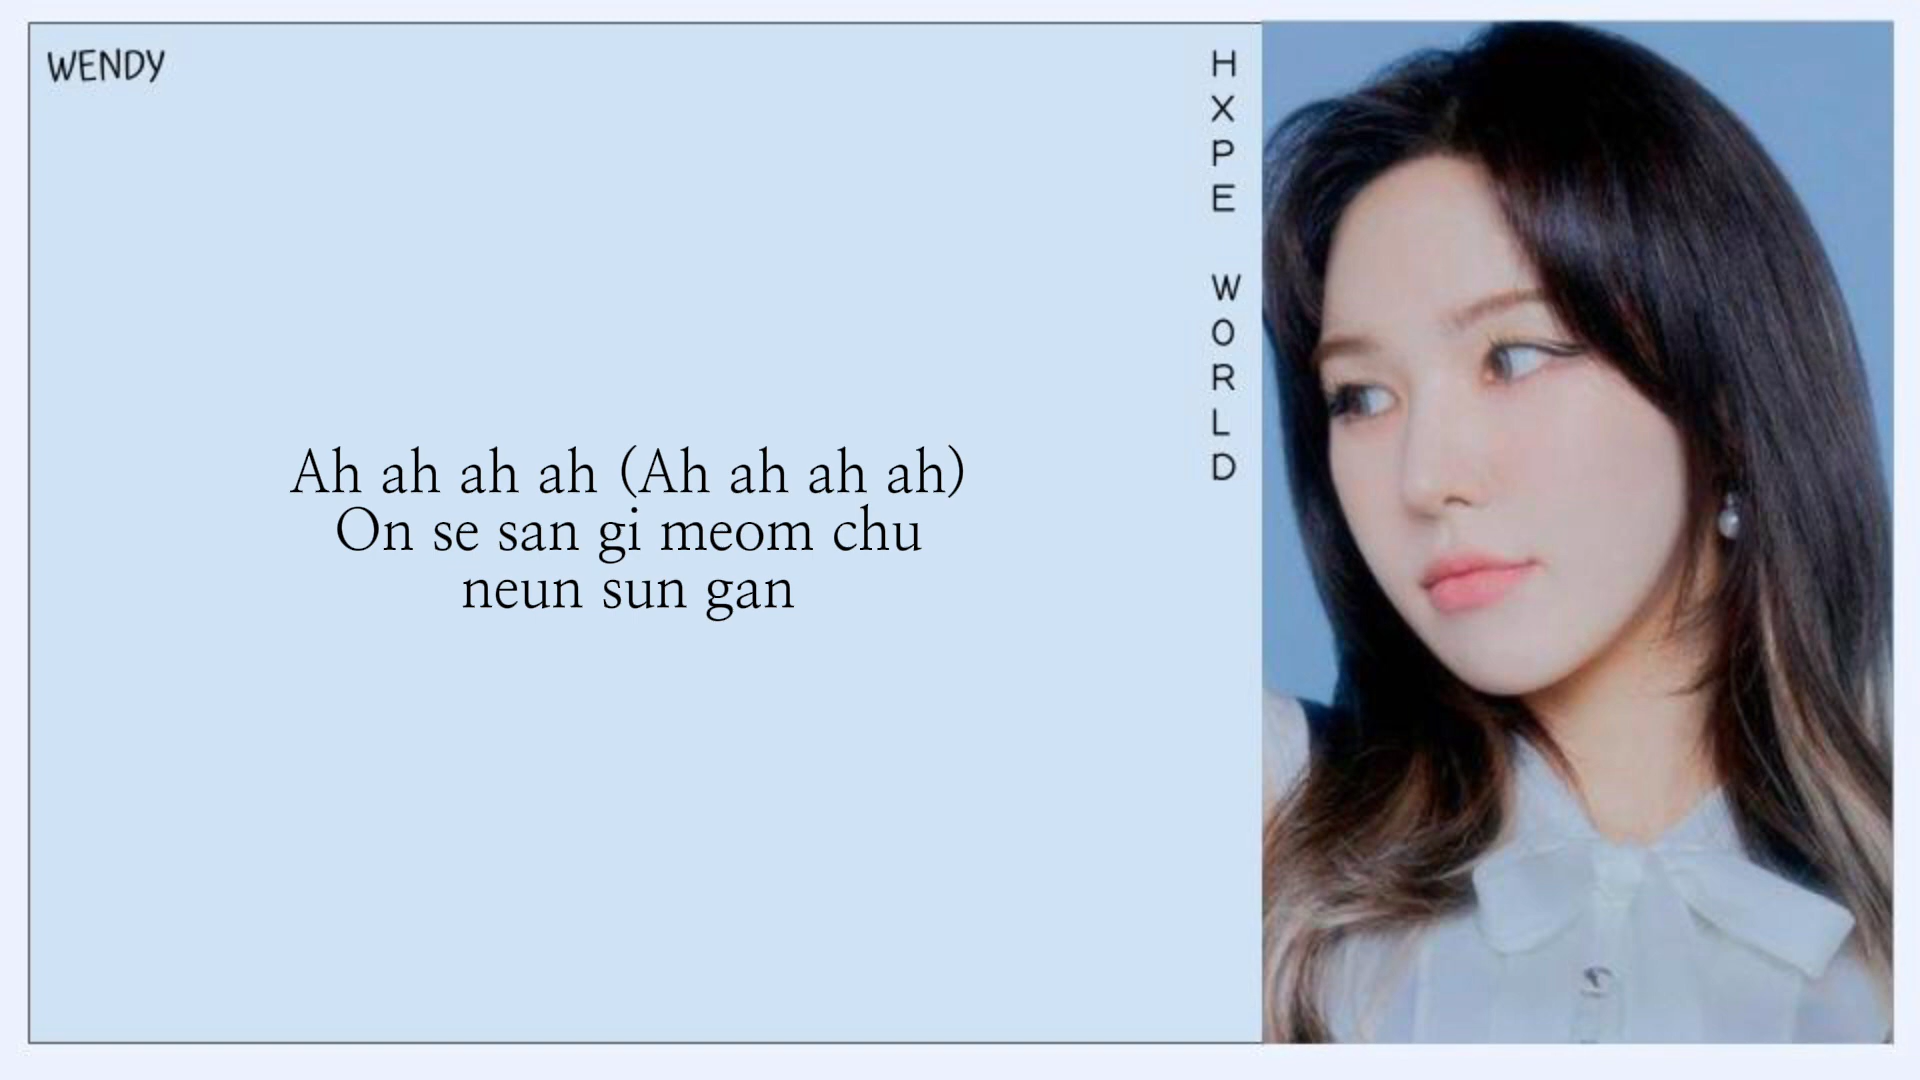 WENDY
HXPE WORLD
Ah ah ah ah (Ah ah ah ah)
On se san gi meom chu
neun sun gan